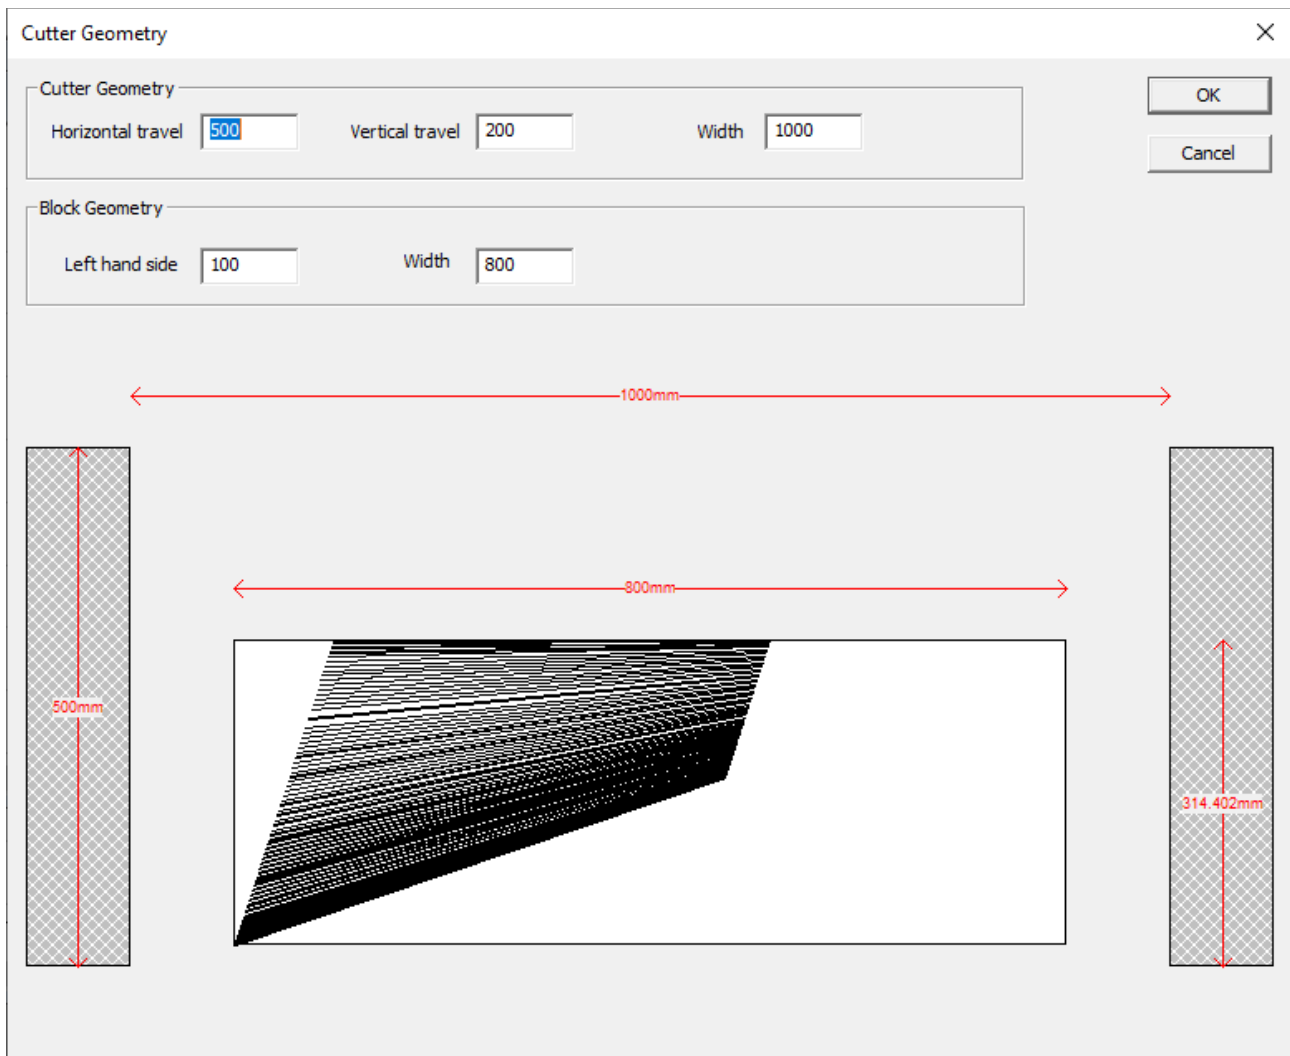 Cutter Geometry
Cutter Geometry
OK
Horizontal travel 500 Vertical travel 200 Width 1000
Cancel
Block Geometry
Left hand side 100 Width 800
1000mm
800mm
500mm
314.402mm